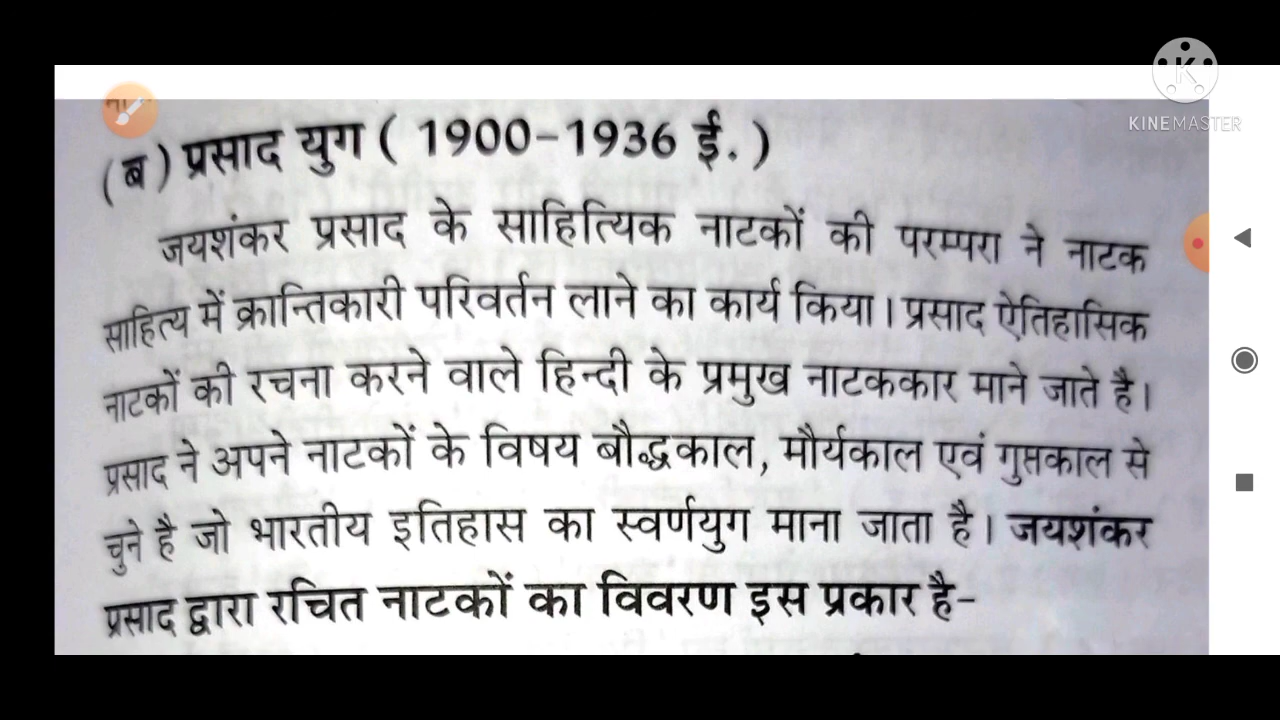 (ब) प्रसाद युग ( 1900-1936 ई. )
जयशंकर प्रसाद के साहित्यिक नाटकों की परम्परा ने नाटक
साहित्य में क्रान्तिकारी परिवर्तन लाने का कार्य किया। प्रसाद ऐतिहासिक
नाटकों की रचना करने वाले हिन्दी के प्रमुख नाटककार माने जाते है।
प्रसाद ने अपने नाटकों के विषय बौद्धकाल, मौर्यकाल एवं गुप्तकाल से
चुने है जो भारतीय इतिहास का स्वर्णयुग माना जाता है। जयशंकर
प्रसाद द्वारा रचित नाटकों का विवरण इस प्रकार है-
K
KINEMASTER